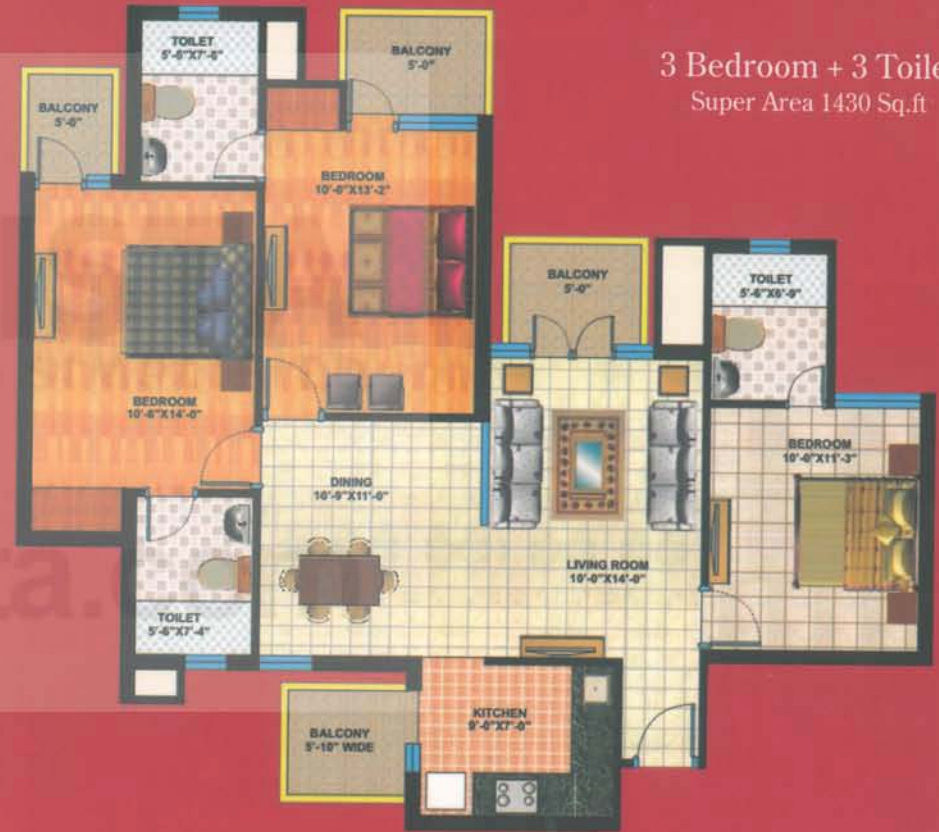 3 Bedroom + 3 Toile
Super Area 1430 Sq.ft
TOILET
5'-6"X7'-6"
BALCONY
5'-0"
BALCONY
5'-0"
BEDROOM
10'-6"X13'-2"
BALCONY
5'-0"
TOILET
5'-6"X6'-9"
BEDROOM
10'-6"X14'-0"
BEDROOM
10'-0"X11'-3"
DINING
10'-9"X11'-0"
LIVING ROOM
10'-0"X14'-0"
TOILET
5'-6"X7'-4"
KITCHEN
9'-0"X7'-0"
BALCONY
5'-10" WIDE
ta.c